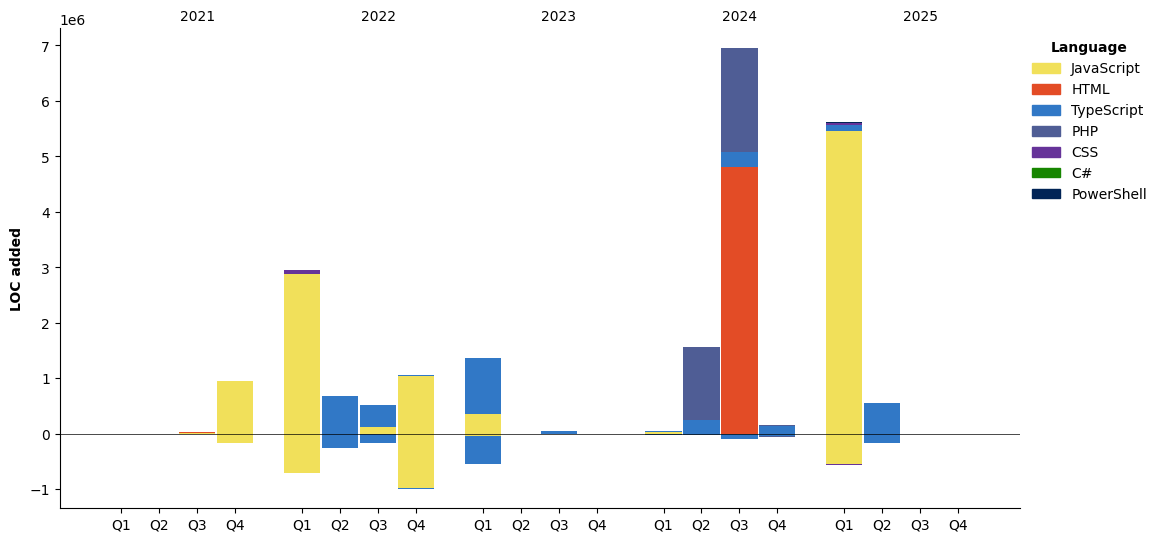 2021 2022 2023 2024 2025
1e6
Language
JavaScript
HTML
TypeScript
PHP
CSS
C#
PowerShell
LOC added
7
6
5
4
3
2
1
0
−1
Q1 Q2 Q3 Q4 Q1 Q2 Q3 Q4 Q1 Q2 Q3 Q4 Q1 Q2 Q3 Q4 Q1 Q2 Q3 Q4